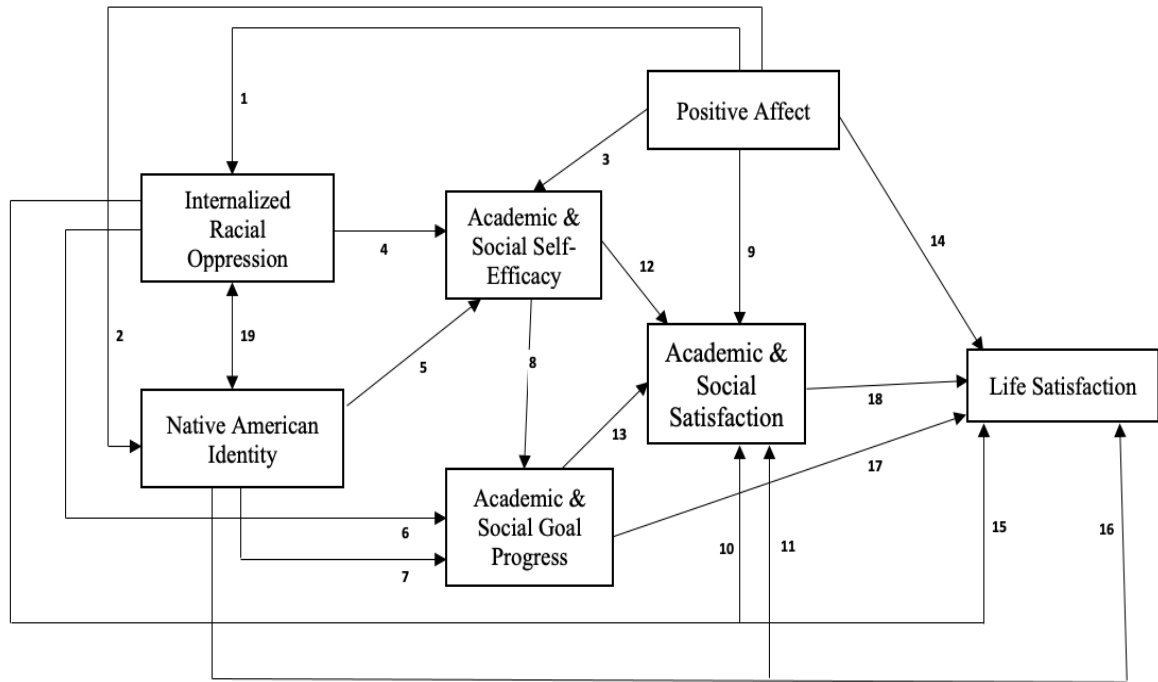 1
Positive Affect
3
Internalized
Racial
Oppression
4
Academic &
Social Self-
Efficacy
12
9
14
2
19
5
8
Academic &
Social
Satisfaction
18
Life Satisfaction
Native American
Identity
13
17
6
7
Academic &
Social Goal
Progress
10
11
15
16